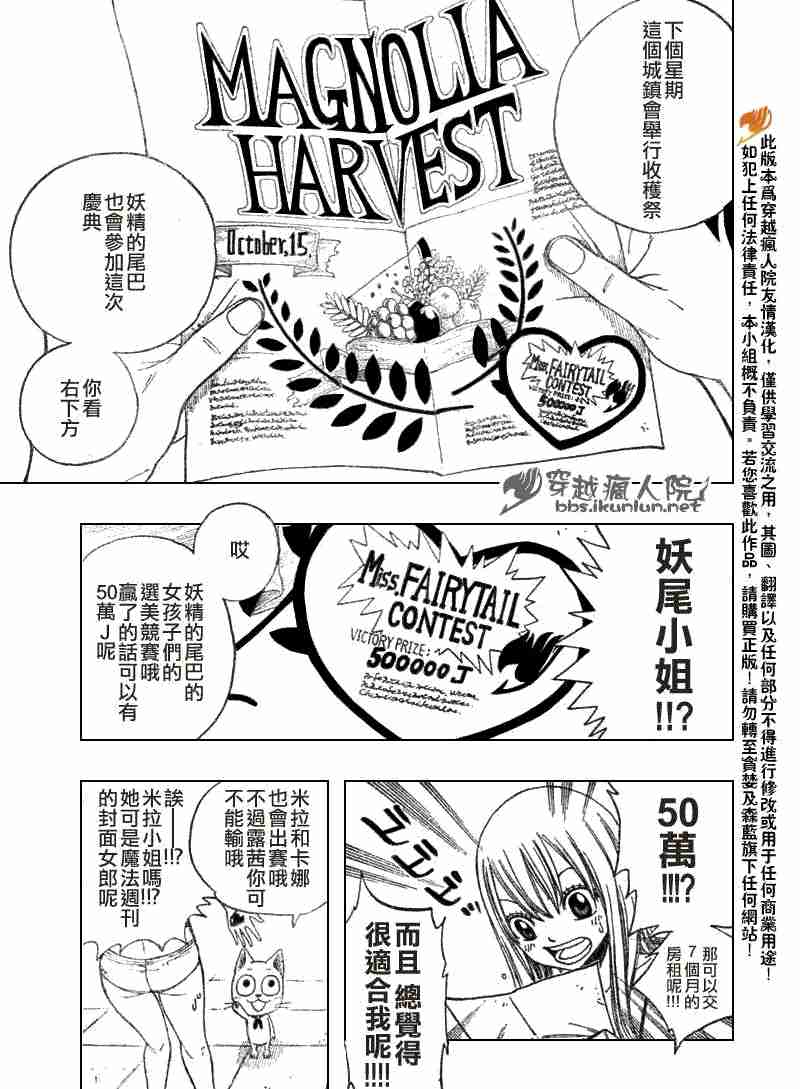 下個星期
這個城鎮會舉行收穫祭
MAGNOLIA
HARVEST
October,15.
妖精的尾巴
也會參加這次
慶典
你看
右下方
Miss.FAIRYTAIL
CONTEST
VICTORY PRIZE:
500000 J
穿越瘋人院
bbs.ikunlun.net
妖尾小姐!!?
Miss.FAIRYTAIL
CONTEST
VICTORY PRIZE:
500000 J
哎
妖精的尾巴的
女孩子們的
選美競賽哦
贏了的話可以有
50萬J呢
50萬!!!?
那可以交
7個月的
房租呢!!!
而且 總覺得
很適合我呢!!!!
米拉和卡娜
也會出賽哦
不過露茜你可
不能輸哦
誒——!!?
米拉小姐嗎!!?
她可是魔法週刊
的封面女郎呢
此版本爲穿越瘋人院友情漢化，僅供學習交流之用，其圖、翻譯以及任何部分不得進行修改或用于任何商業用途！
如犯上任何法律責任，本小組概不負責。若您喜歡此作品，請購買正版！請勿轉至貪婪及森藍旗下任何網站！